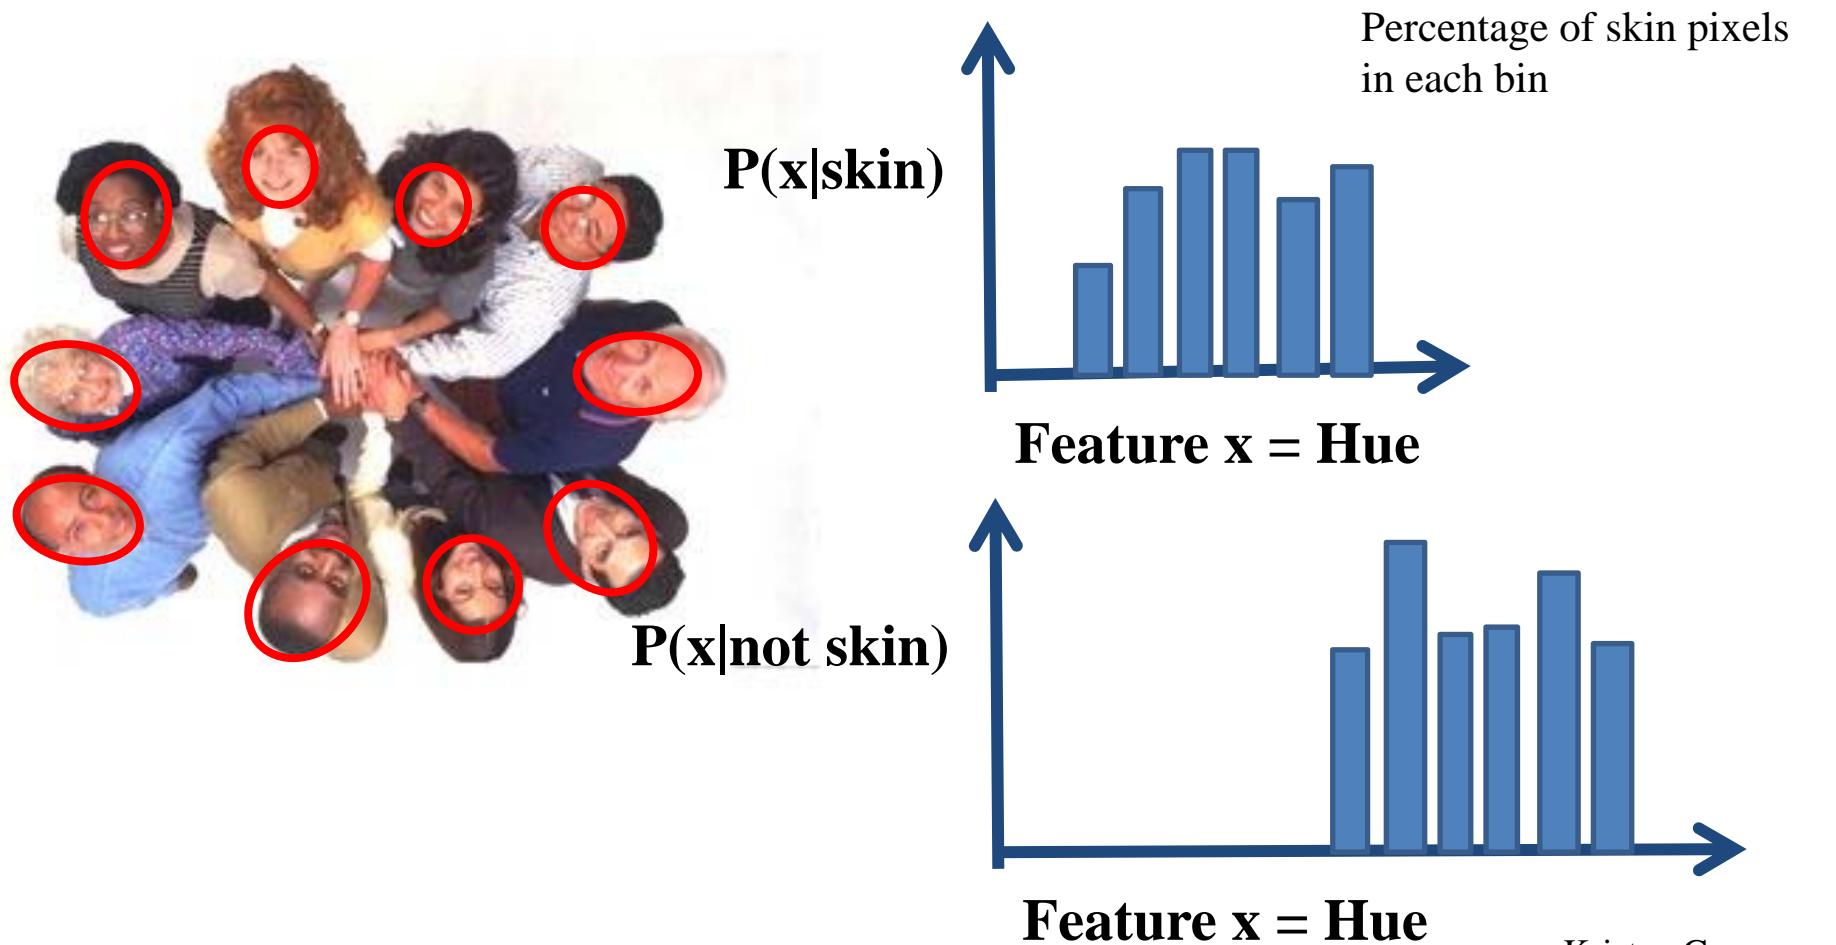 Percentage of skin pixels
in each bin
P(x|skin)
Feature x = Hue
P(x|not skin)
Feature x = Hue